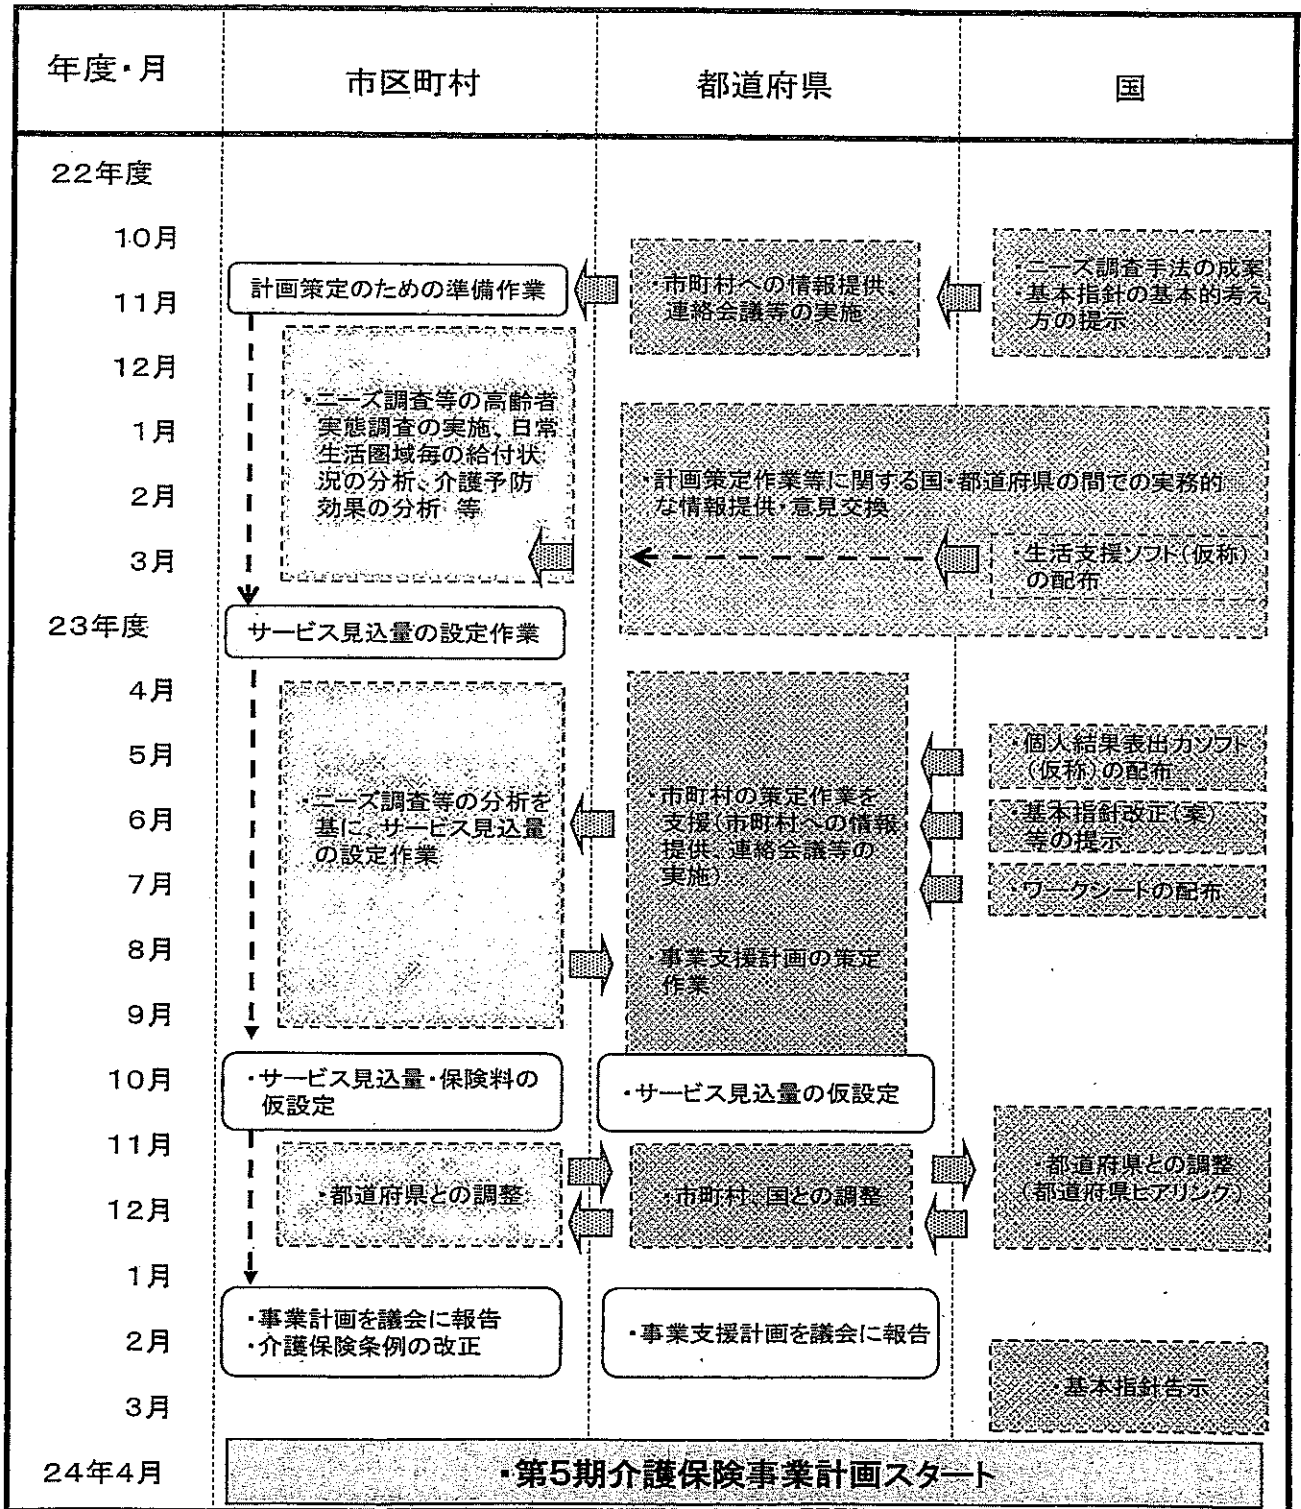 年度・月
市区町村
都道府県
国
22年度
10月
11月
12月
1月
2月
3月
計画策定のための準備作業
・市町村への情報提供、
連絡会議等の実施
・ニーズ調査手法の成案
・基本指針の基本的考え
方の提示
・ニーズ調査等の高齢者
実態調査の実施、日常
生活圏域毎の給付状
況の分析、介護予防
効果の分析 等
・計画策定作業等に関する国・都道府県の間での実務的
な情報提供・意見交換
・生活支援ソフト(仮称)
の配布
23年度
サービス見込量の設定作業
4月
5月
6月
7月
8月
9月
・ニーズ調査等の分析を
基に、サービス見込量
の設定作業
・市町村の策定作業を
支援(市町村への情報
提供、連絡会議等の
実施)
・事業支援計画の策定
作業
・個人結果表出力ソフト
(仮称)の配布
・基本指針改正(案)
等の提示
・ワークシートの配布
10月
・サービス見込量・保険料の
仮設定
・サービス見込量の仮設定
11月
12月
・都道府県との調整
・市町村、国との調整
・都道府県との調整
(都道府県ヒアリング)
1月
2月
3月
・事業計画を議会に報告
・介護保険条例の改正
・事業支援計画を議会に報告
・基本指針告示
24年4月
・第5期介護保険事業計画スタート